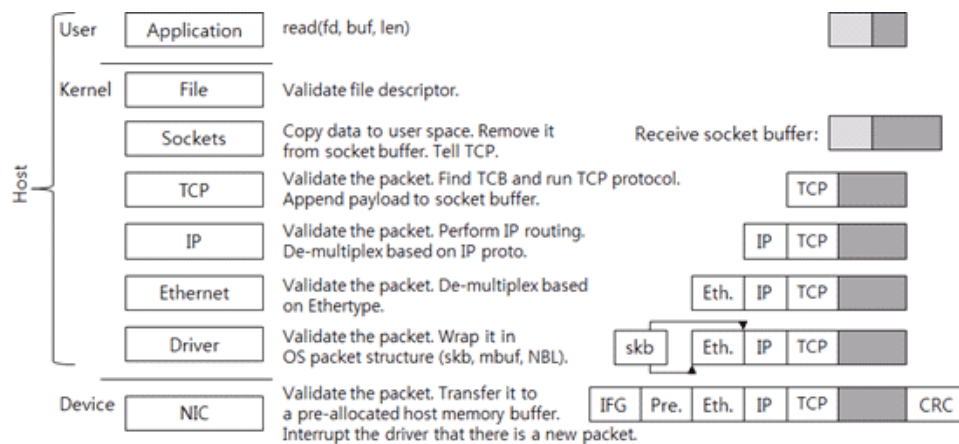 User Application read(fd, buf, len)
Kernel File Validate file descriptor.
Sockets Copy data to user space. Remove it
from socket buffer. Tell TCP.
Receive socket buffer:
Host
TCP Validate the packet. Find TCB and run TCP protocol.
Append payload to socket buffer.
TCP
IP Validate the packet. Perform IP routing.
De-multiplex based on IP proto.
IP TCP
Ethernet Validate the packet. De-multiplex based
on Ethertype.
Eth. IP TCP
Driver Validate the packet. Wrap it in
OS packet structure (skb, mbuf, NBL).
skb Eth. IP TCP
Device NIC Validate the packet. Transfer it to
a pre-allocated host memory buffer.
Interrupt the driver that there is a new packet.
IFG Pre. Eth. IP TCP CRC